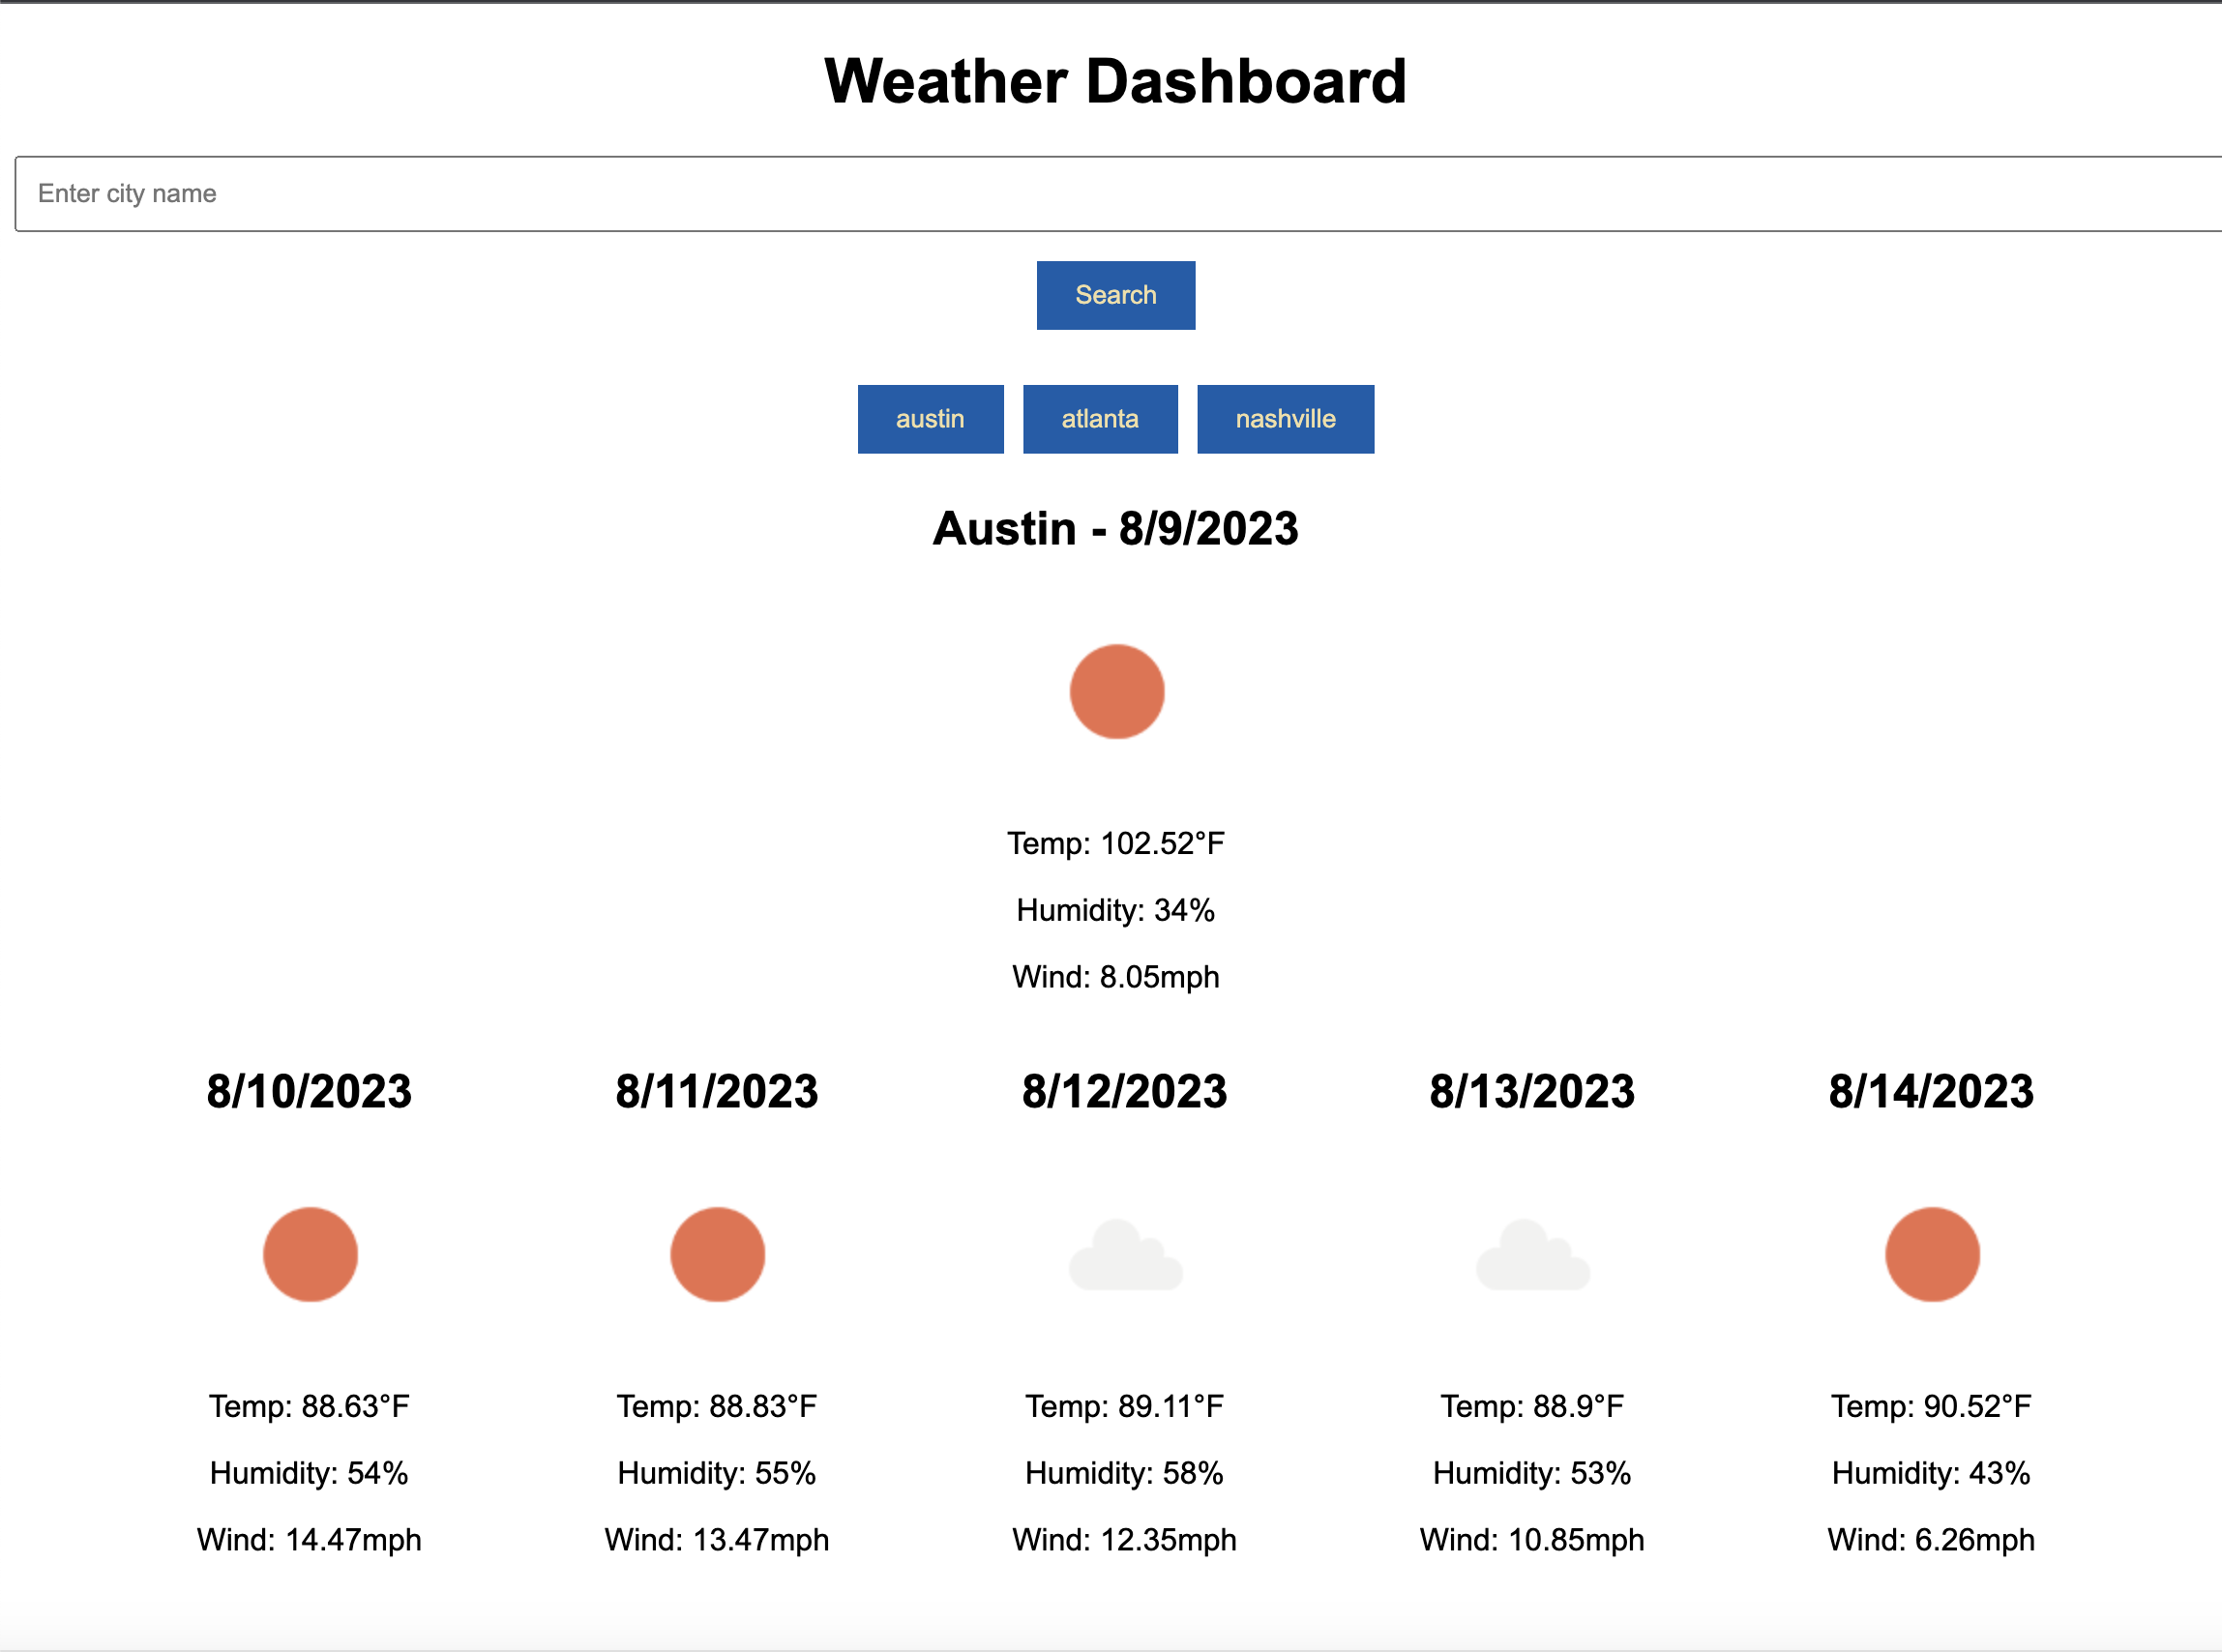 Weather Dashboard
Enter city name
Search
austin atlanta nashville
Austin - 8/9/2023
Temp: 102.52°F
Humidity: 34%
Wind: 8.05mph
8/10/2023 8/11/2023 8/12/2023 8/13/2023 8/14/2023
Temp: 88.63°F Temp: 88.83°F Temp: 89.11°F Temp: 88.9°F Temp: 90.52°F
Humidity: 54% Humidity: 55% Humidity: 58% Humidity: 53% Humidity: 43%
Wind: 14.47mph Wind: 13.47mph Wind: 12.35mph Wind: 10.85mph Wind: 6.26mph